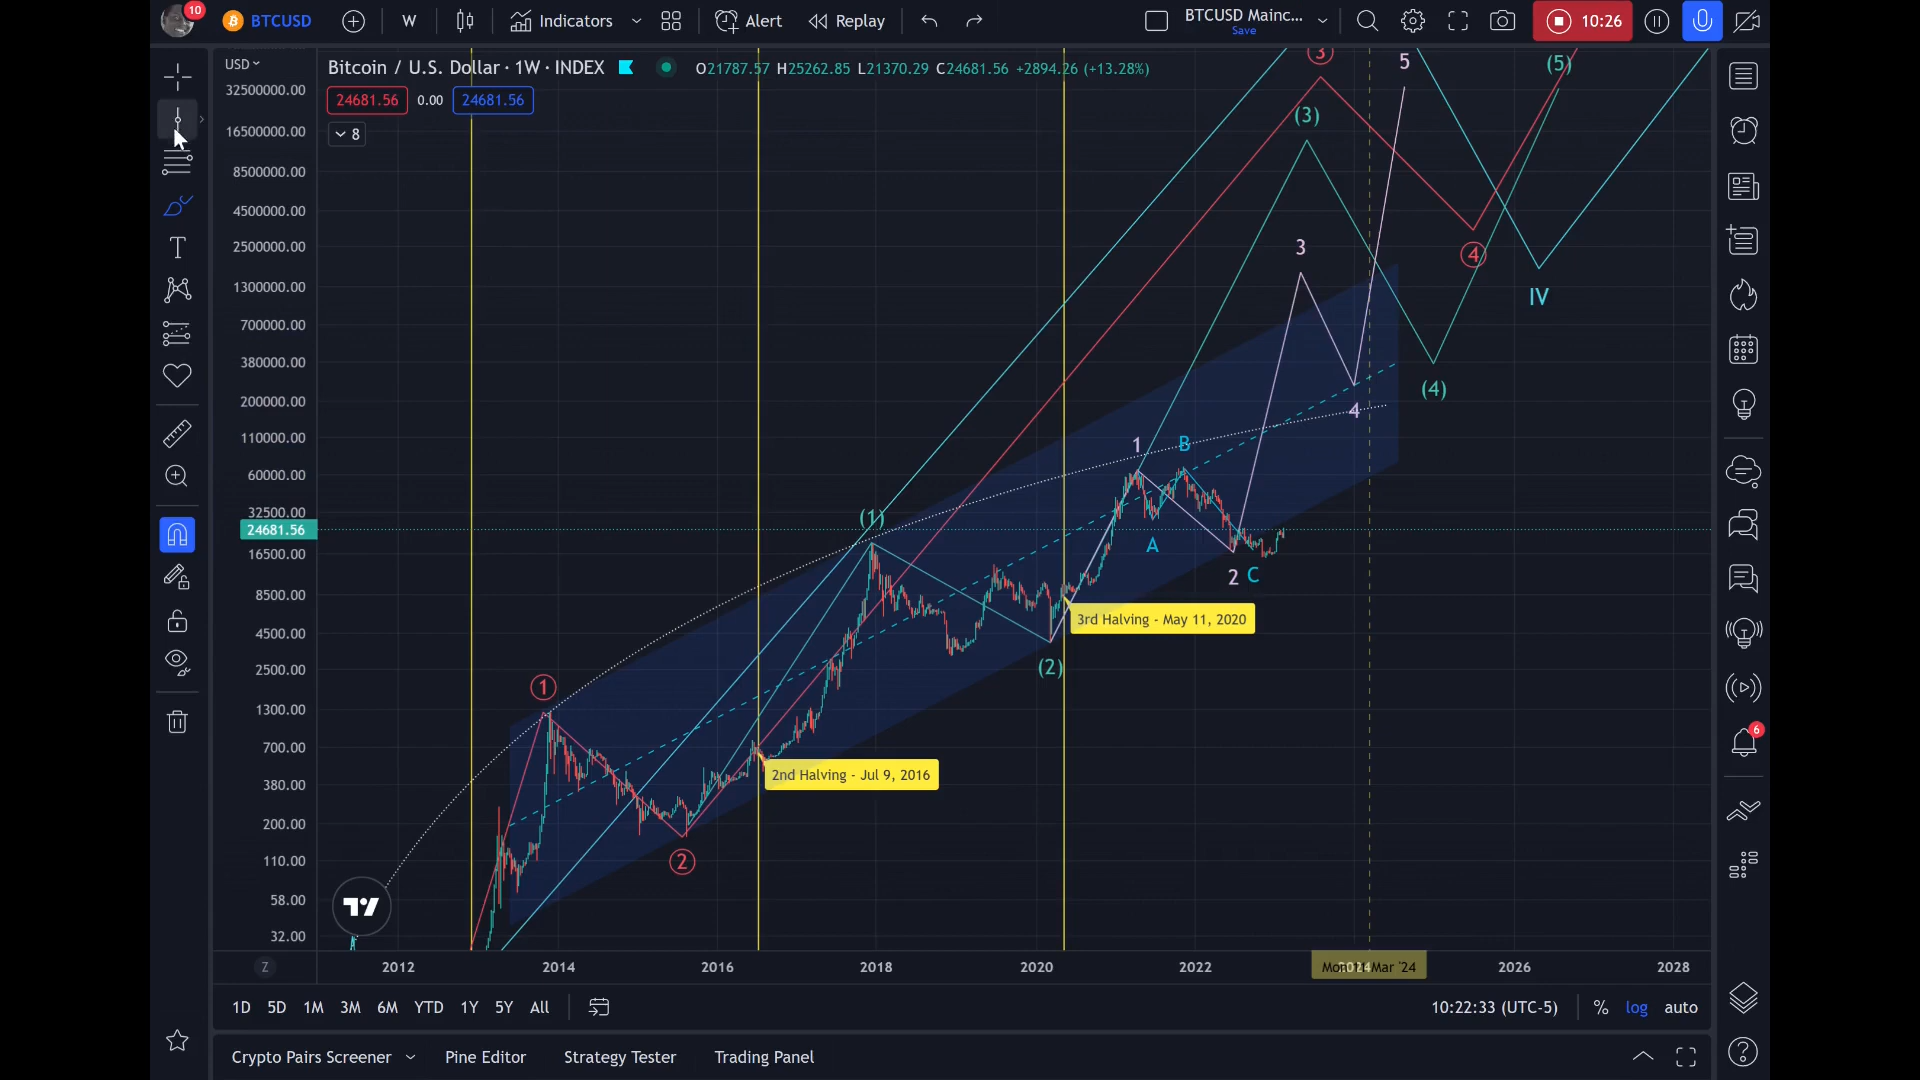 10
BTCUSD
W
Indicators
Alert
Replay
BTCUSD Mainc...
Save
10:26
USD
Bitcoin / U.S. Dollar · 1W · INDEX
O21787.57 H25262.85 L21370.29 C24681.56 +2894.26 (+13.28%)
24681.56
0.00
24681.56
8
32500000.00
16500000.00
8500000.00
4500000.00
2500000.00
1300000.00
700000.00
380000.00
200000.00
110000.00
60000.00
32500.00
24681.56
16500.00
8500.00
4500.00
2500.00
1300.00
700.00
380.00
200.00
110.00
58.00
32.00
3
5
(5)
(3)
3
4
IV
(4)
4
1
B
(1)
A
2
C
3rd Halving - May 11, 2020
(2)
1
2nd Halving - Jul 9, 2016
2
6
Z
2012
2014
2016
2018
2020
2022
2024
Mar '24
2026
2028
1D
5D
1M
3M
6M
YTD
1Y
5Y
All
10:22:33 (UTC-5)
%
log
auto
Crypto Pairs Screener
Pine Editor
Strategy Tester
Trading Panel